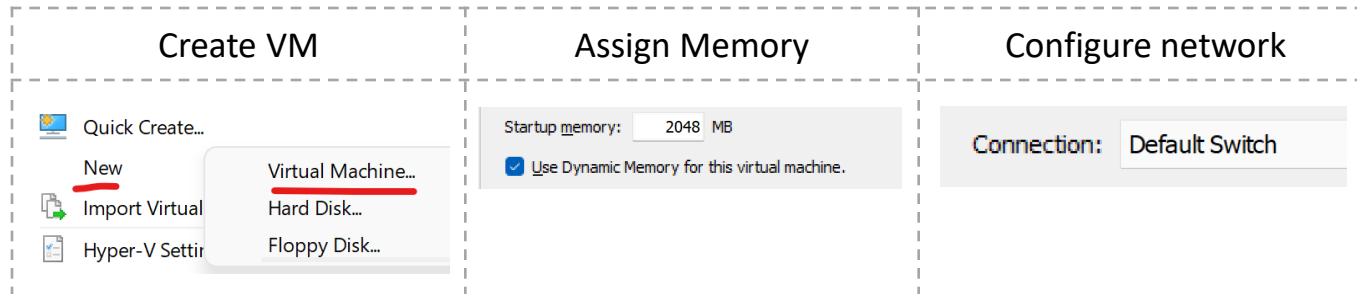 Create VM
Assign Memory
Configure network
Quick Create...
New
Import Virtual
Hyper-V Settir
Virtual Machine...
Hard Disk...
Floppy Disk...
Startup memory: 2048 MB
Use Dynamic Memory for this virtual machine.
Connection: Default Switch